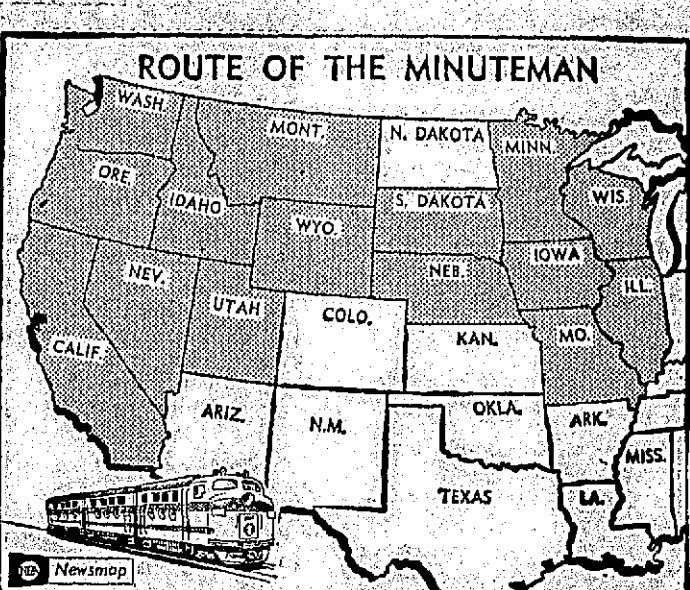 ROUTE OF THE MINUTEMAN
WASH.
MONT.
N. DAKOTA
MINN.
ORE
IDAHO
WYO.
S. DAKOTA
WIS.
NEV.
UTAH
NEB.
IOWA
ILL.
CALIF.
COLO.
KAN.
MO.
ARIZ.
N.M.
OKLA.
ARK.
TEXAS
LA.
MISS.
NEA Newsmap